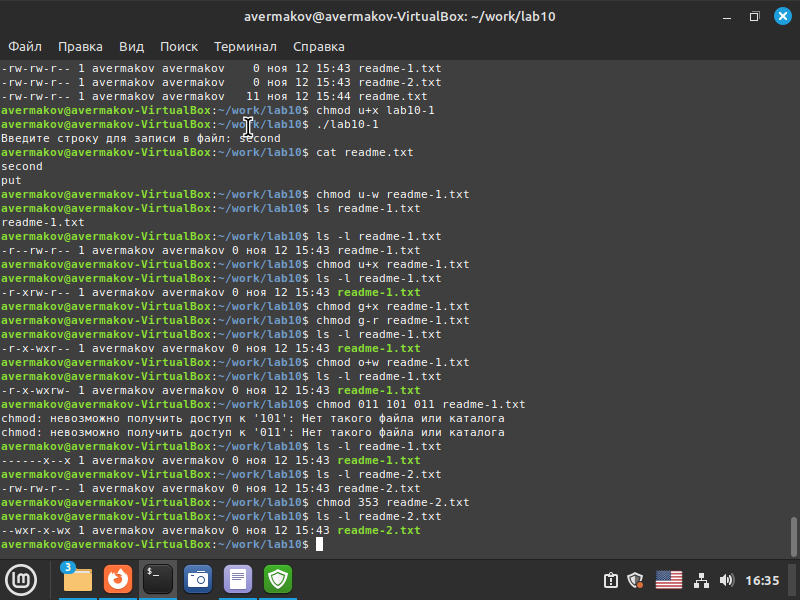 avermakov@avermakov-VirtualBox: ~/work/lab10
Файл Правка Вид Поиск Терминал Справка
-rw-rw-r-- 1 avermakov avermakov    0 ноя 12 15:43 readme-1.txt
-rw-rw-r-- 1 avermakov avermakov    0 ноя 12 15:43 readme-2.txt
-rw-rw-r-- 1 avermakov avermakov   11 ноя 12 15:44 readme.txt
avermakov@avermakov-VirtualBox:~/work/lab10$ chmod u+x lab10-1
avermakov@avermakov-VirtualBox:~/work/lab10$ ./lab10-1
Введите строку для записи в файл: second
avermakov@avermakov-VirtualBox:~/work/lab10$ cat readme.txt
second
put
avermakov@avermakov-VirtualBox:~/work/lab10$ chmod u-w readme-1.txt
avermakov@avermakov-VirtualBox:~/work/lab10$ ls readme-1.txt
readme-1.txt
avermakov@avermakov-VirtualBox:~/work/lab10$ ls -l readme-1.txt
-r--rw-r-- 1 avermakov avermakov 0 ноя 12 15:43 readme-1.txt
avermakov@avermakov-VirtualBox:~/work/lab10$ chmod u+x readme-1.txt
avermakov@avermakov-VirtualBox:~/work/lab10$ ls -l readme-1.txt
-r-xrw-r-- 1 avermakov avermakov 0 ноя 12 15:43 readme-1.txt
avermakov@avermakov-VirtualBox:~/work/lab10$ chmod g+x readme-1.txt
avermakov@avermakov-VirtualBox:~/work/lab10$ chmod g-r readme-1.txt
avermakov@avermakov-VirtualBox:~/work/lab10$ ls -l readme-1.txt
-r-x-wxr-- 1 avermakov avermakov 0 ноя 12 15:43 readme-1.txt
avermakov@avermakov-VirtualBox:~/work/lab10$ chmod o+w readme-1.txt
avermakov@avermakov-VirtualBox:~/work/lab10$ ls -l readme-1.txt
-r-x-wxrw- 1 avermakov avermakov 0 ноя 12 15:43 readme-1.txt
avermakov@avermakov-VirtualBox:~/work/lab10$ chmod 011 101 011 readme-1.txt
chmod: невозможно получить доступ к '101': Нет такого файла или каталога
chmod: невозможно получить доступ к '011': Нет такого файла или каталога
avermakov@avermakov-VirtualBox:~/work/lab10$ ls -l readme-1.txt
------x--x 1 avermakov avermakov 0 ноя 12 15:43 readme-1.txt
avermakov@avermakov-VirtualBox:~/work/lab10$ ls -l readme-2.txt
-rw-rw-r-- 1 avermakov avermakov 0 ноя 12 15:43 readme-2.txt
avermakov@avermakov-VirtualBox:~/work/lab10$ chmod 353 readme-2.txt
avermakov@avermakov-VirtualBox:~/work/lab10$ ls -l readme-2.txt
--wxr-x-wx 1 avermakov avermakov 0 ноя 12 15:43 readme-2.txt
avermakov@avermakov-VirtualBox:~/work/lab10$
3
$_
16:35